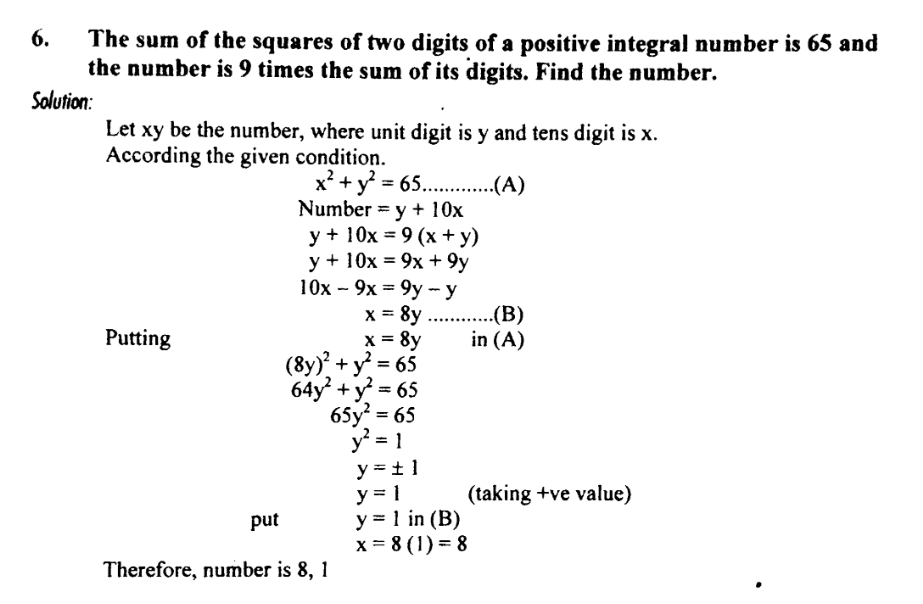 6. The sum of the squares of two digits of a positive integral number is 65 and
the number is 9 times the sum of its digits. Find the number.
Solution:
Let xy be the number, where unit digit is y and tens digit is x.
According the given condition.
x² + y² = 65.............(A)
Number = y + 10x
y + 10x = 9 (x + y)
y + 10x = 9x + 9y
10x – 9x = 9y – y
x = 8y ............(B)
Putting x = 8y in (A)
(8y)² + y² = 65
64y² + y² = 65
65y² = 65
y² = 1
y = ± 1
y = 1 (taking +ve value)
put y = 1 in (B)
x = 8 (1) = 8
Therefore, number is 8, 1